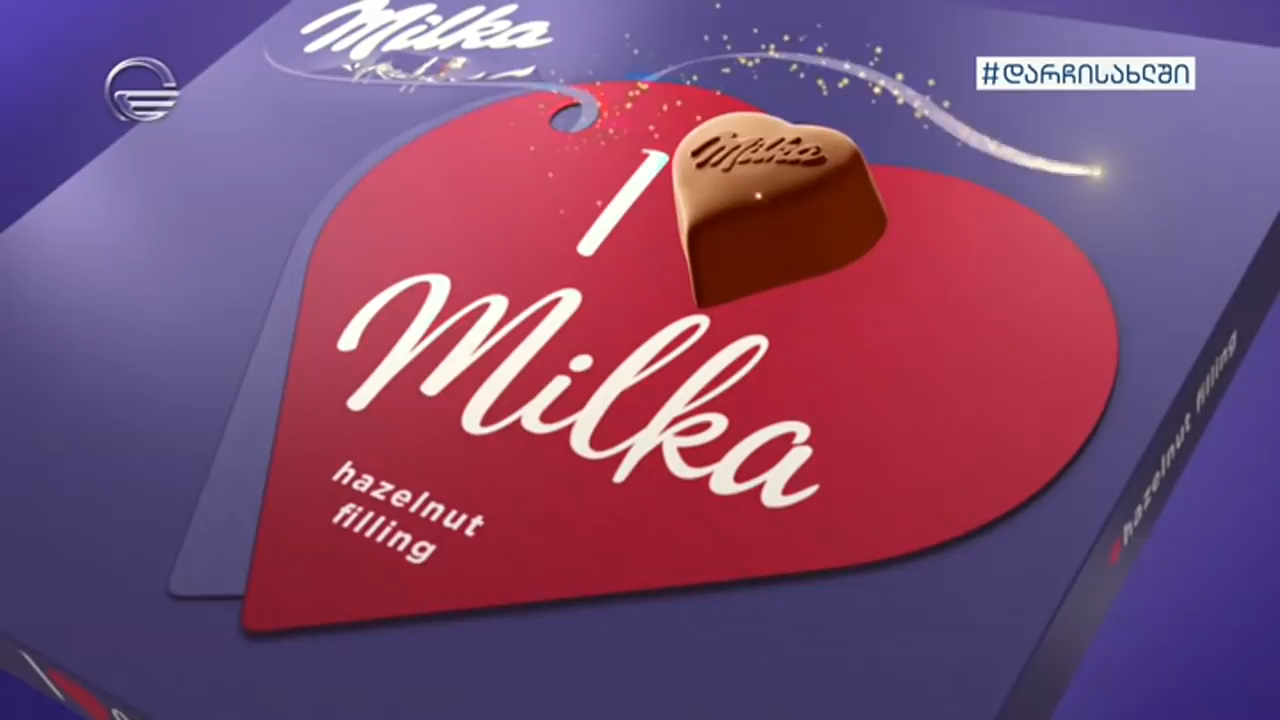 Milka
#ᲓᲐᲠᲩᲘᲡᲐᲮᲚᲨᲘ
Milka
I
Milka
hazelnut
filling
hazelnut filling